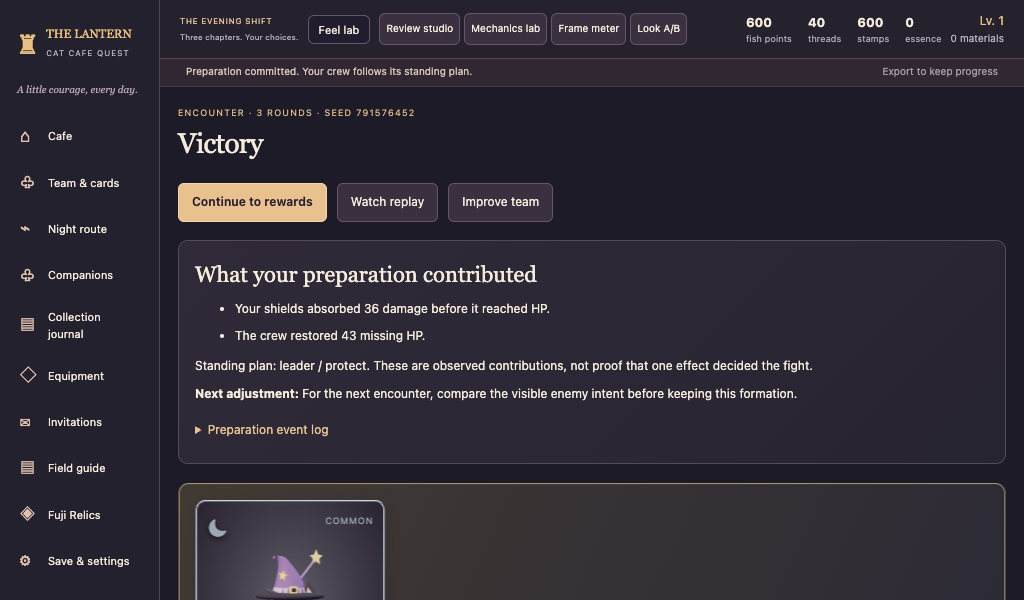 THE LANTERN
CAT CAFE QUEST
A little courage, every day.
Cafe
Team & cards
Night route
Companions
Collection
journal
Equipment
Invitations
Field guide
Fuji Relics
Save & settings
THE EVENING SHIFT
Three chapters. Your choices.
Feel lab
Review studio
Mechanics lab
Frame meter
Look A/B
600
fish points
40
threads
600
stamps
0
essence
Lv. 1
0 materials
Preparation committed. Your crew follows its standing plan.
Export to keep progress
ENCOUNTER · 3 ROUNDS · SEED 791576452
Victory
Continue to rewards
Watch replay
Improve team
What your preparation contributed
• Your shields absorbed 36 damage before it reached HP.
• The crew restored 43 missing HP.
Standing plan: leader / protect. These are observed contributions, not proof that one effect decided the fight.
Next adjustment: For the next encounter, compare the visible enemy intent before keeping this formation.
Preparation event log
COMMON